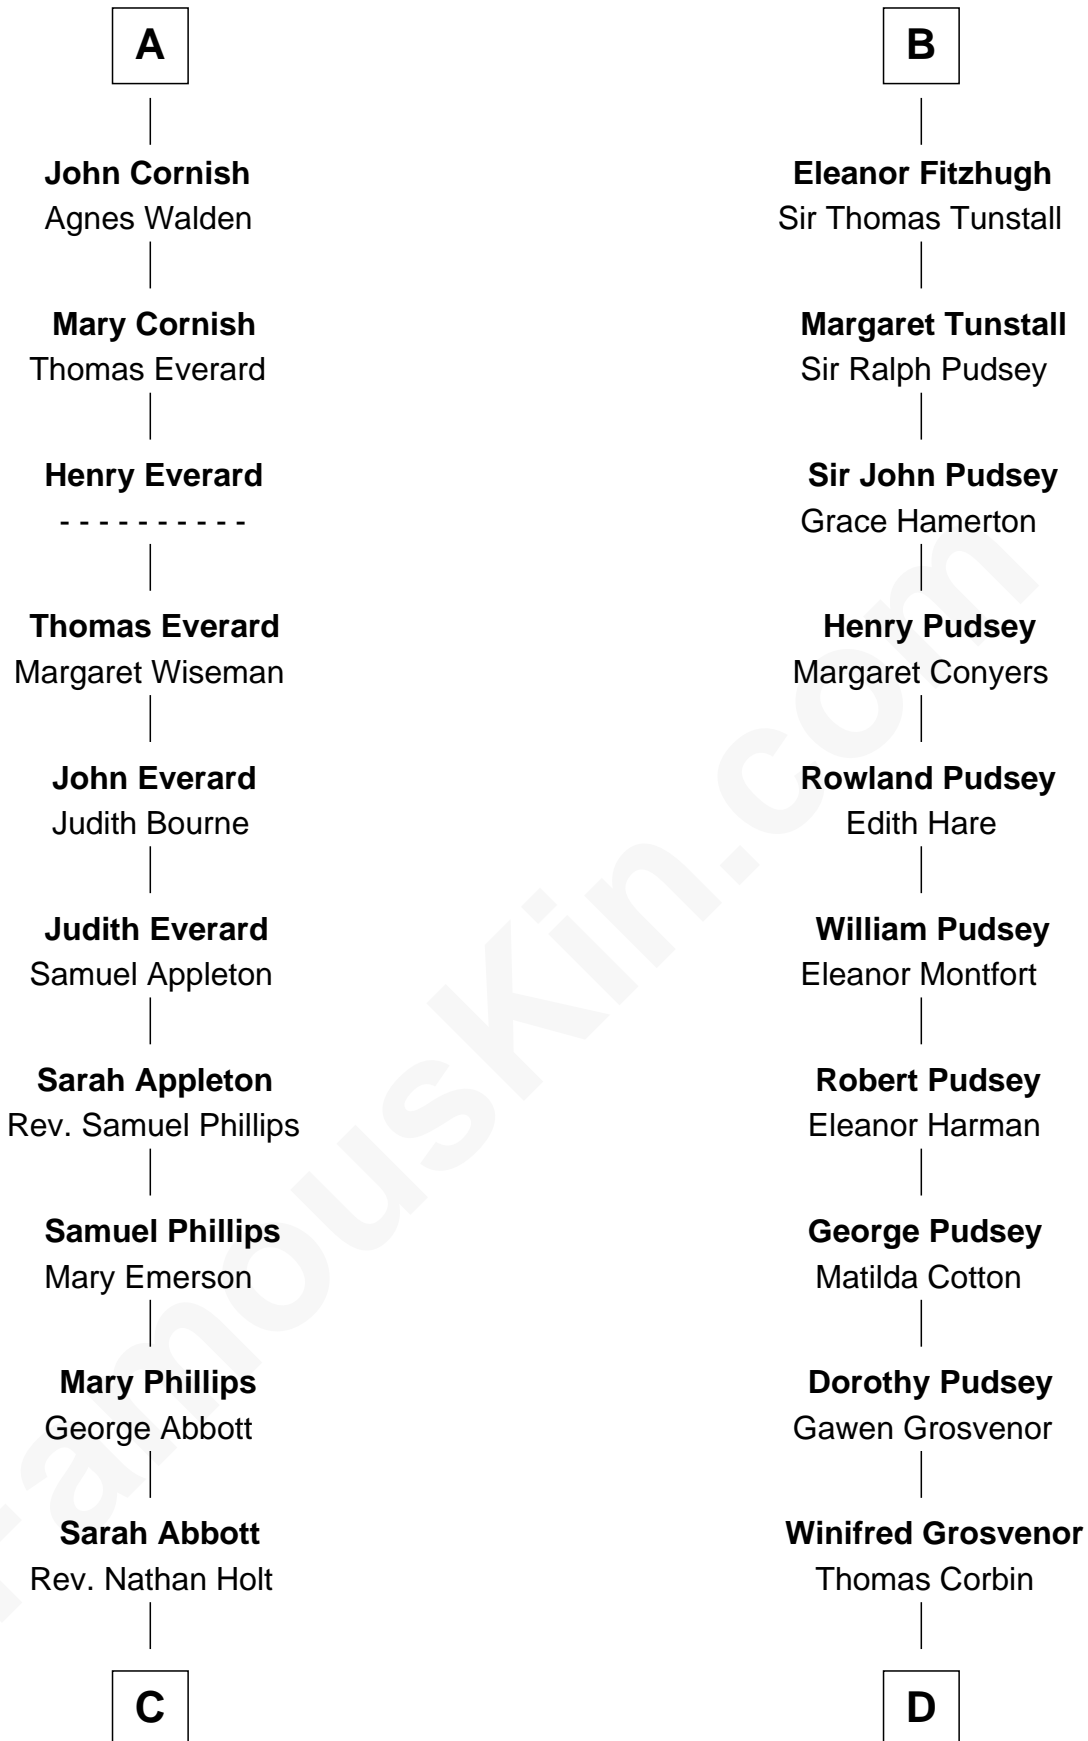 A
John Cornish
Agnes Walden
Mary Cornish
Thomas Everard
Henry Everard
- - - - - - - - - -
Thomas Everard
Margaret Wiseman
John Everard
Judith Bourne
Judith Everard
Samuel Appleton
Sarah Appleton
Rev. Samuel Phillips
Samuel Phillips
Mary Emerson
Mary Phillips
George Abbott
Sarah Abbott
Rev. Nathan Holt
C
B
Eleanor Fitzhugh
Sir Thomas Tunstall
Margaret Tunstall
Sir Ralph Pudsey
Sir John Pudsey
Grace Hamerton
Henry Pudsey
Margaret Conyers
Rowland Pudsey
Edith Hare
William Pudsey
Eleanor Montfort
Robert Pudsey
Eleanor Harman
George Pudsey
Matilda Cotton
Dorothy Pudsey
Gawen Grosvenor
Winifred Grosvenor
Thomas Corbin
D
FamousKin.com